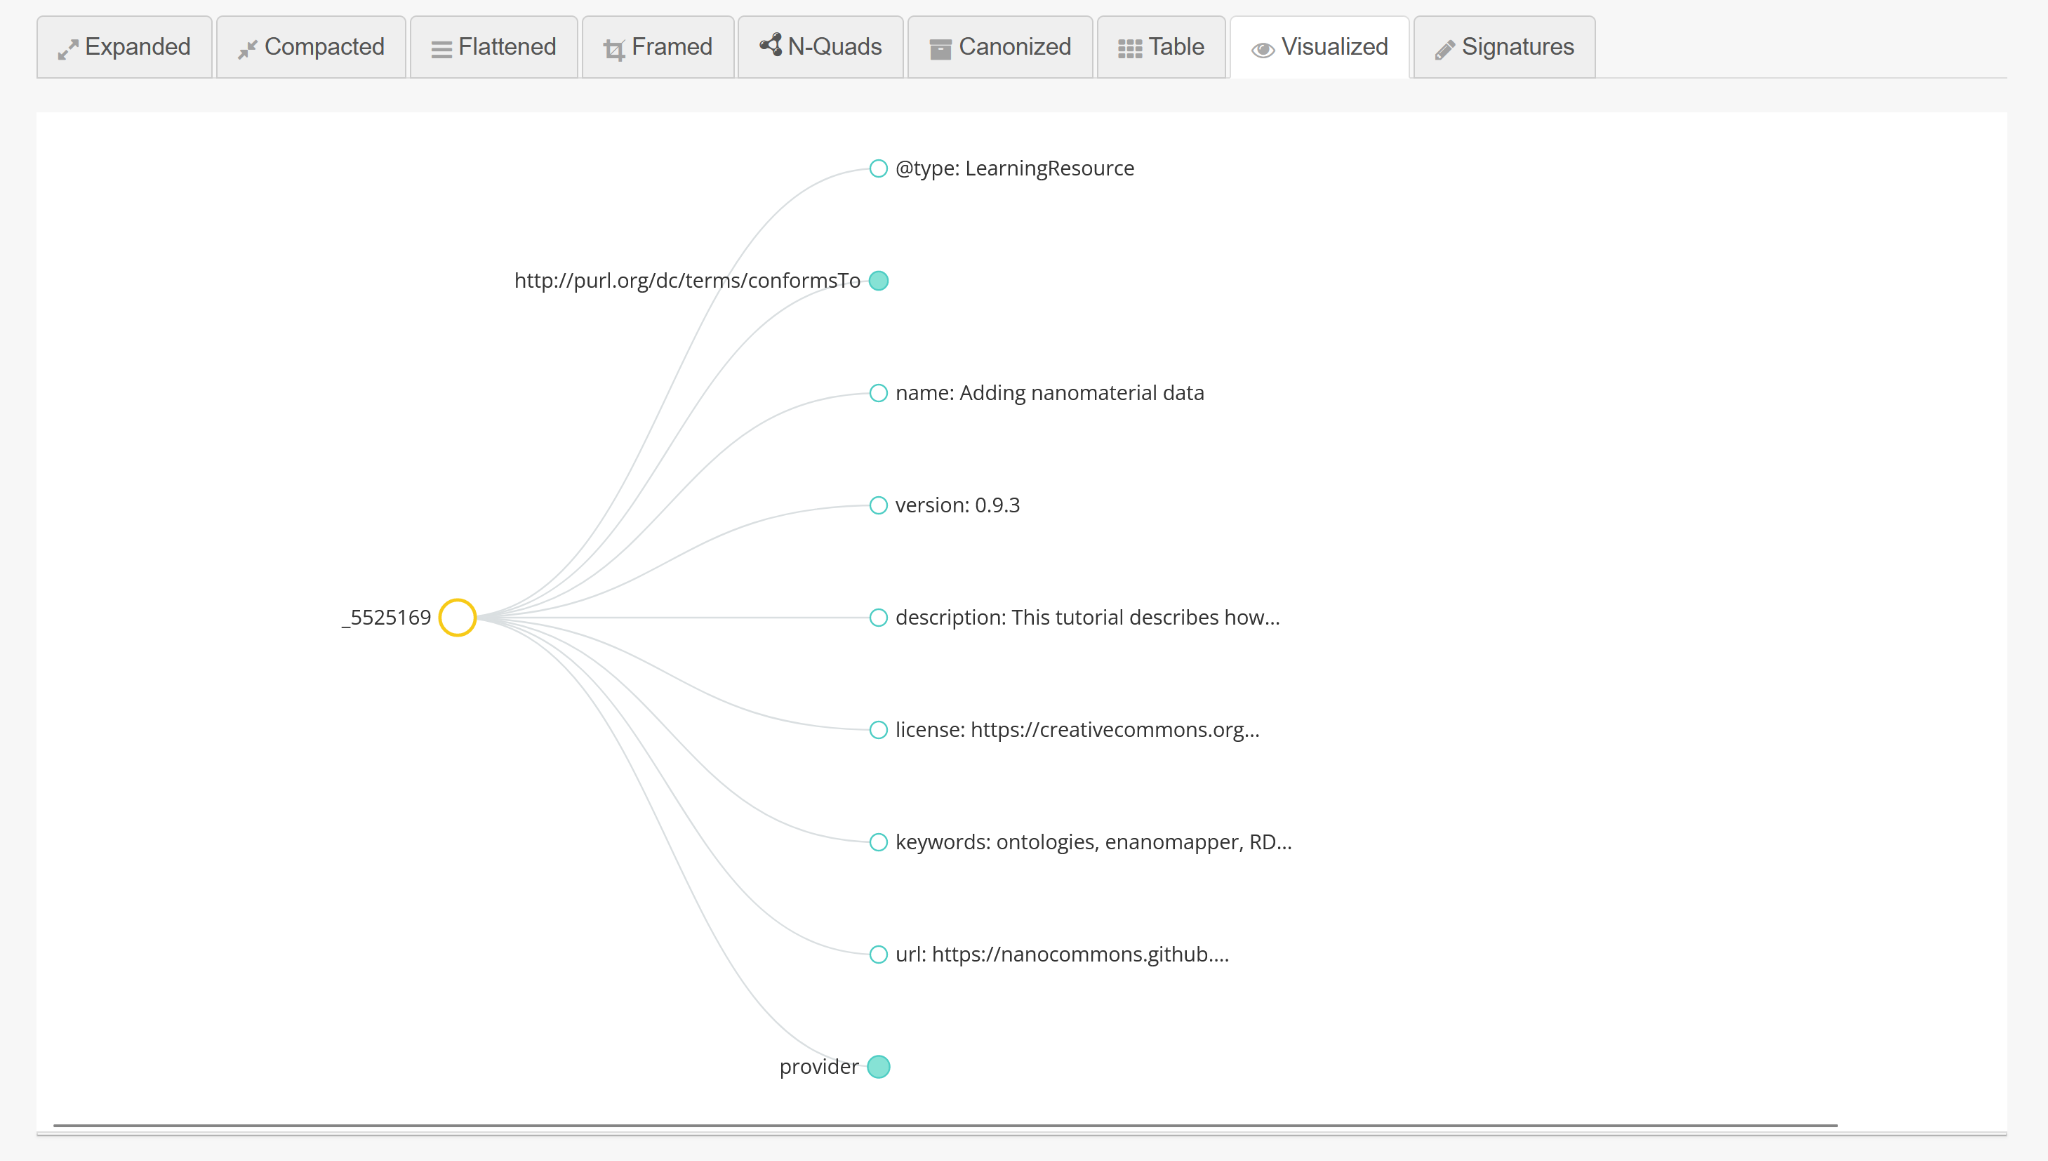 Expanded
Compacted
Flattened
Framed
N-Quads
Canonized
Table
Visualized
Signatures
@type: LearningResource
http://purl.org/dc/terms/conformsTo
name: Adding nanomaterial data
version: 0.9.3
_5525169
description: This tutorial describes how...
license: https://creativecommons.org...
keywords: ontologies, enanomapper, RD...
url: https://nanocommons.github....
provider